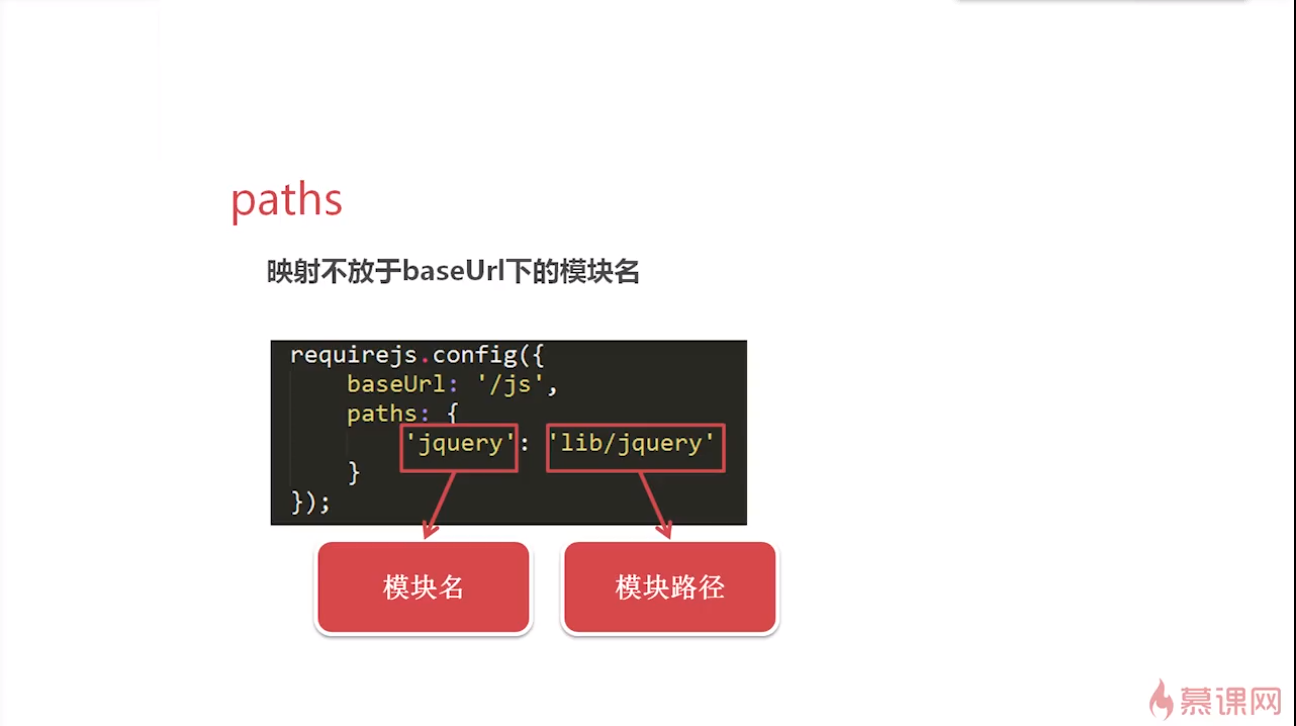 paths
映射不放于baseUrl下的模块名
requirejs.config({
baseUrl: '/js',
paths: {
'jquery': 'lib/jquery'
}
});
模块名
模块路径
慕课网